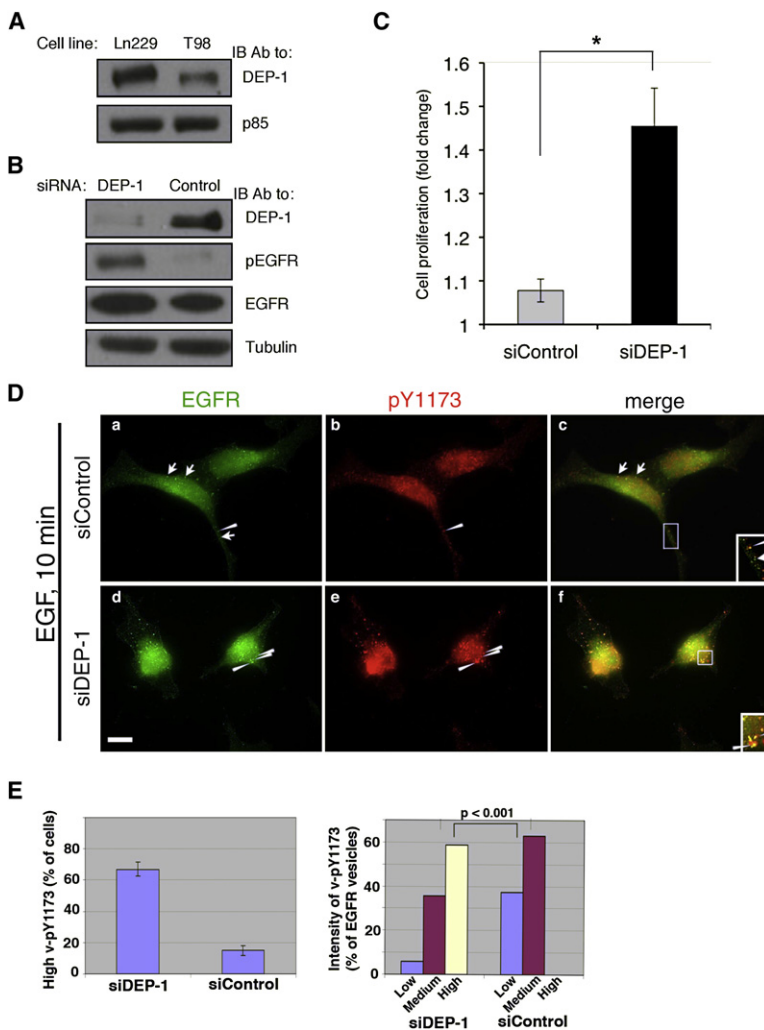 A
Cell line: Ln229 T98
IB Ab to:
DEP-1
p85
B
siRNA: DEP-1 Control
IB Ab to:
DEP-1
pEGFR
EGFR
Tubulin
C
Cell proliferation (fold change)
1.6
1.5
1.4
1.3
1.2
1.1
1
*
siControl siDEP-1
D
EGFR pY1173 merge
EGF, 10 min
siControl
a b c
siDEP-1
d e f
E
High v-pY1173 (% of cells)
80
60
40
20
0
siDEP-1 siControl
Intensity of v-pY1173
(% of EGFR vesicles)
60
40
20
0
p < 0.001
Low Medium High Low Medium High
siDEP-1 siControl